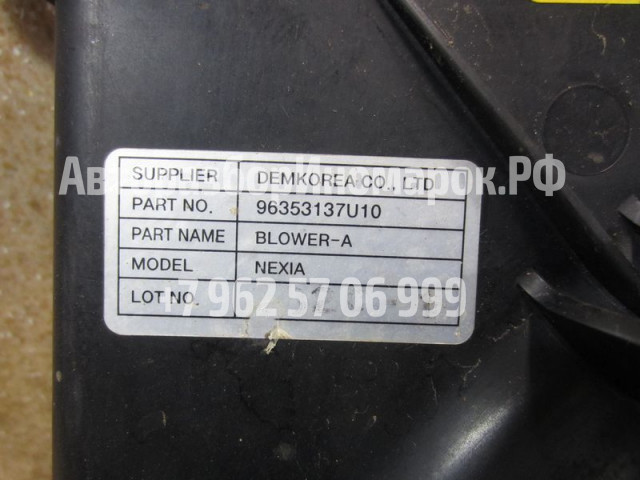 SUPPLIER DEMKOREA CO., LTD
PART NO. 96353137U10
PART NAME BLOWER-A
MODEL NEXIA
LOT NO.
+7 962 57 06 999